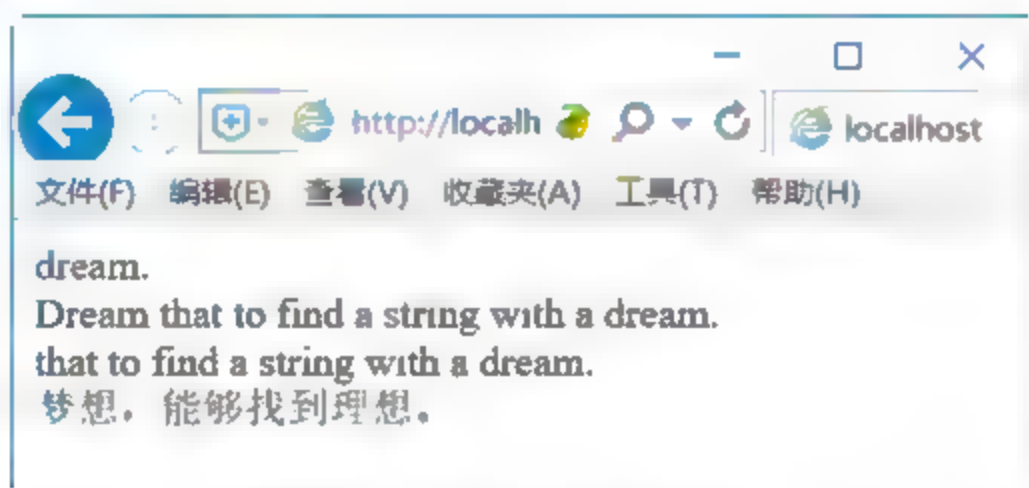 http://localh localhost
文件(F) 编辑(E) 查看(V) 收藏夹(A) 工具(T) 帮助(H)
dream.
Dream that to find a string with a dream.
that to find a string with a dream.
梦想，能够找到理想。